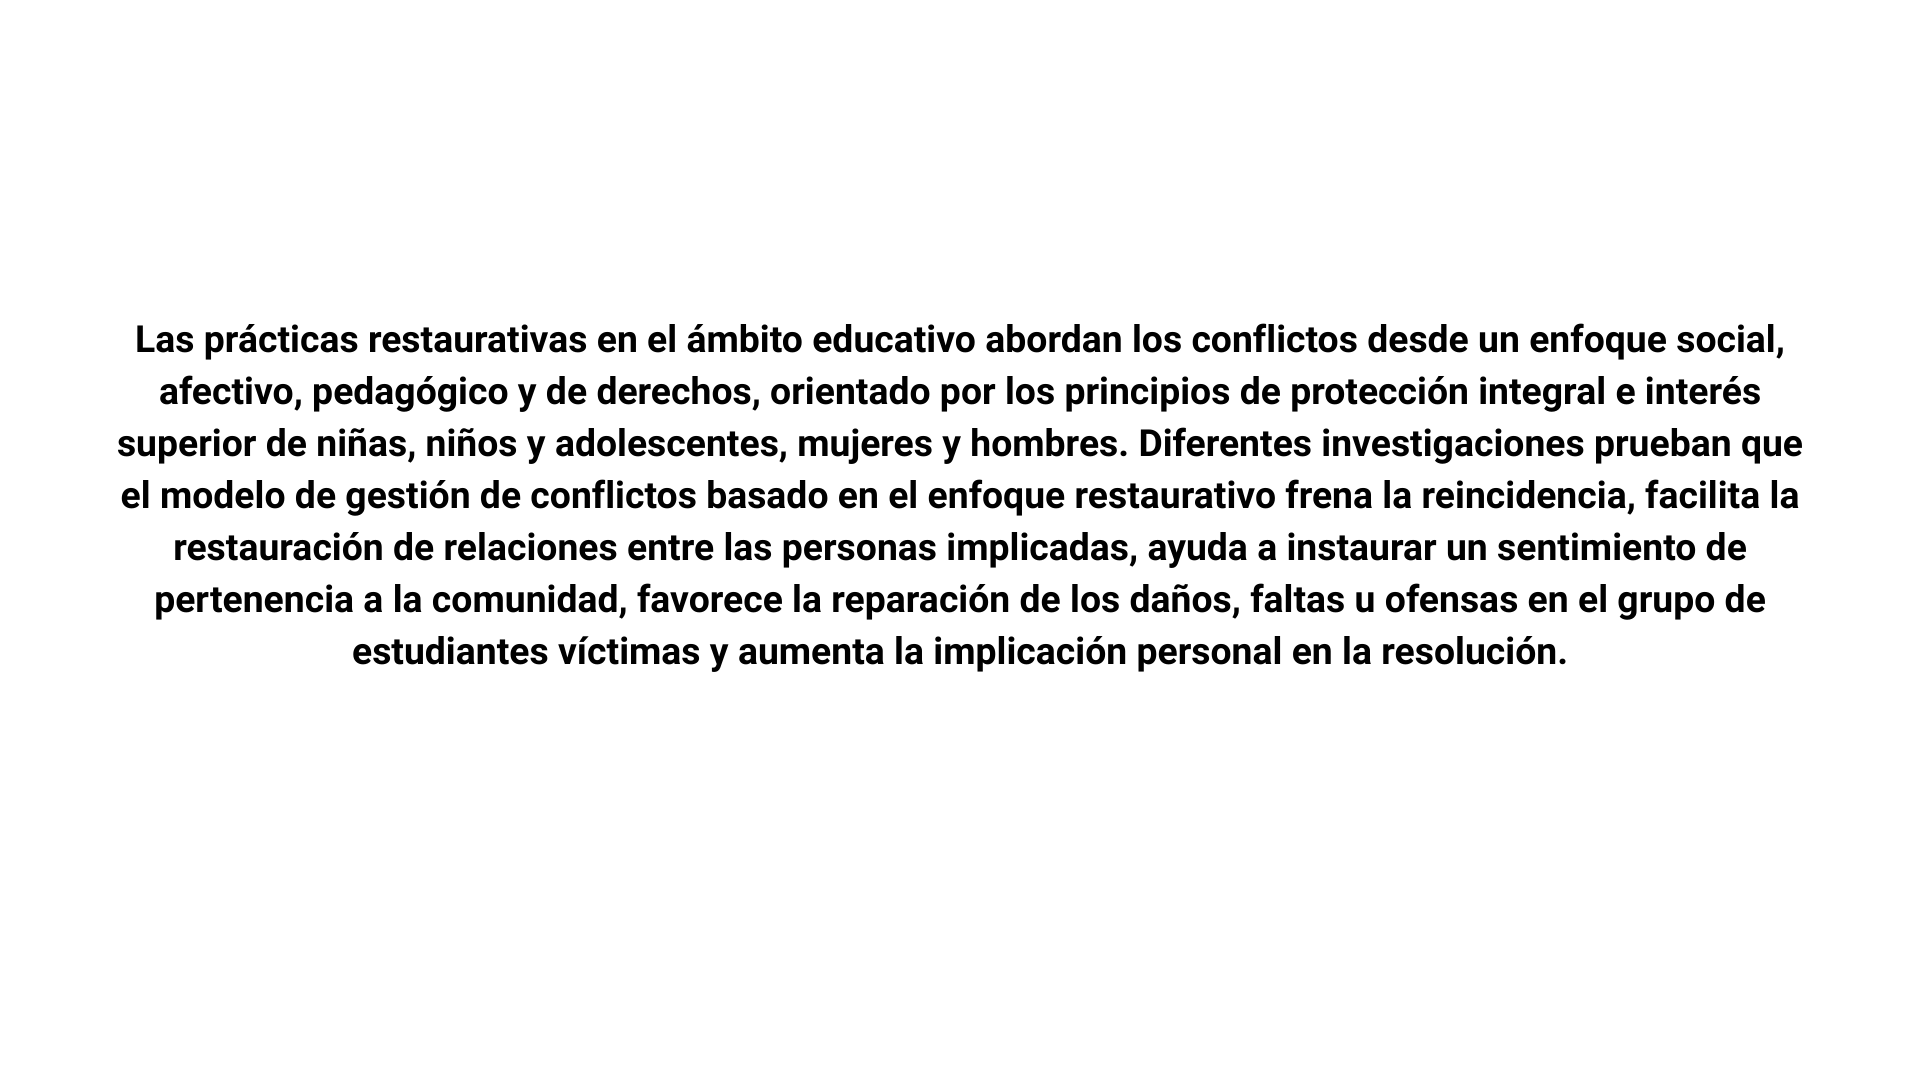 Las prácticas restaurativas en el ámbito educativo abordan los conflictos desde un enfoque social,
afectivo, pedagógico y de derechos, orientado por los principios de protección integral e interés
superior de niñas, niños y adolescentes, mujeres y hombres. Diferentes investigaciones prueban que
el modelo de gestión de conflictos basado en el enfoque restaurativo frena la reincidencia, facilita la
restauración de relaciones entre las personas implicadas, ayuda a instaurar un sentimiento de
pertenencia a la comunidad, favorece la reparación de los daños, faltas u ofensas en el grupo de
estudiantes víctimas y aumenta la implicación personal en la resolución.